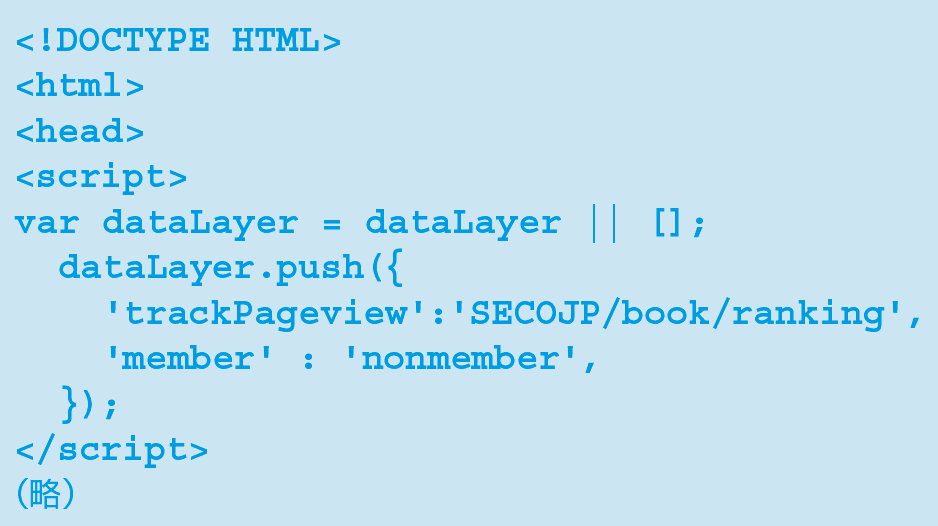 <!DOCTYPE HTML>
<html>
<head>
<script>
var dataLayer = dataLayer || [];
  dataLayer.push({
    'trackPageview':'SECOJP/book/ranking',
    'member' : 'nonmember',
  });
</script>
（略）